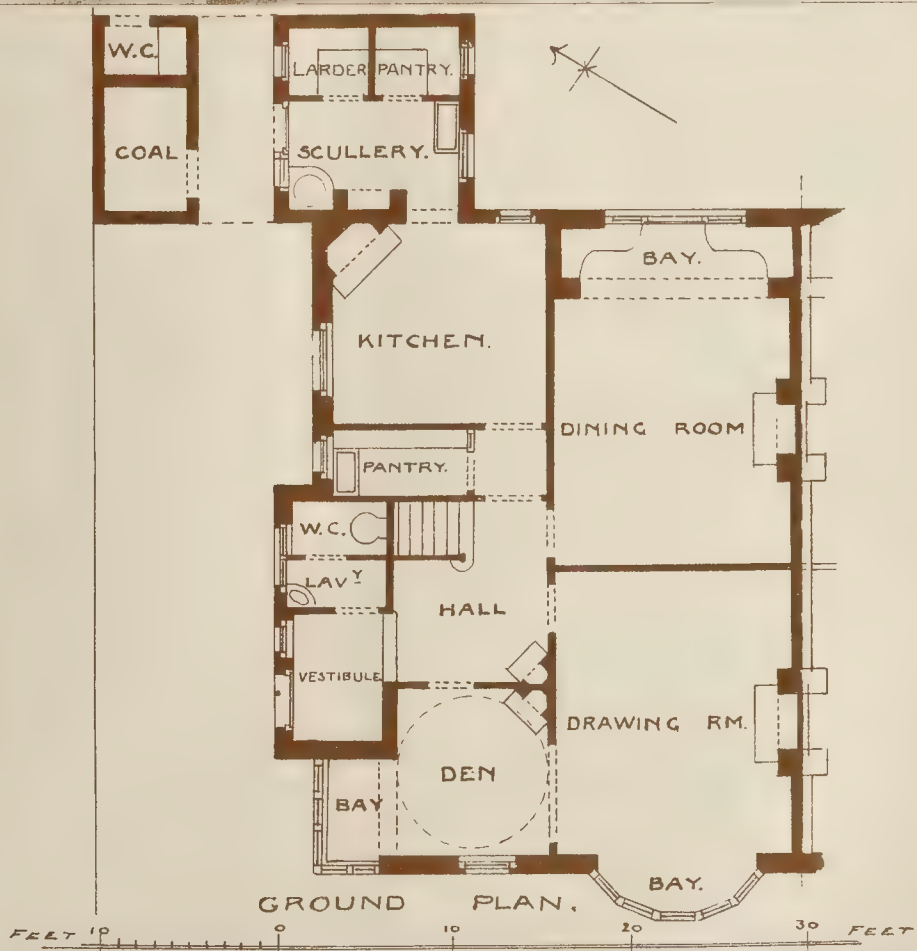 W.C.
LARDER PANTRY.
COAL
SCULLERY.
BAY.
KITCHEN.
DINING ROOM
PANTRY.
W.C.
LAVY
HALL
VESTIBULE
DRAWING RM.
DEN
BAY
BAY.
GROUND PLAN.
FEET 10 0 10 20 30 FEET